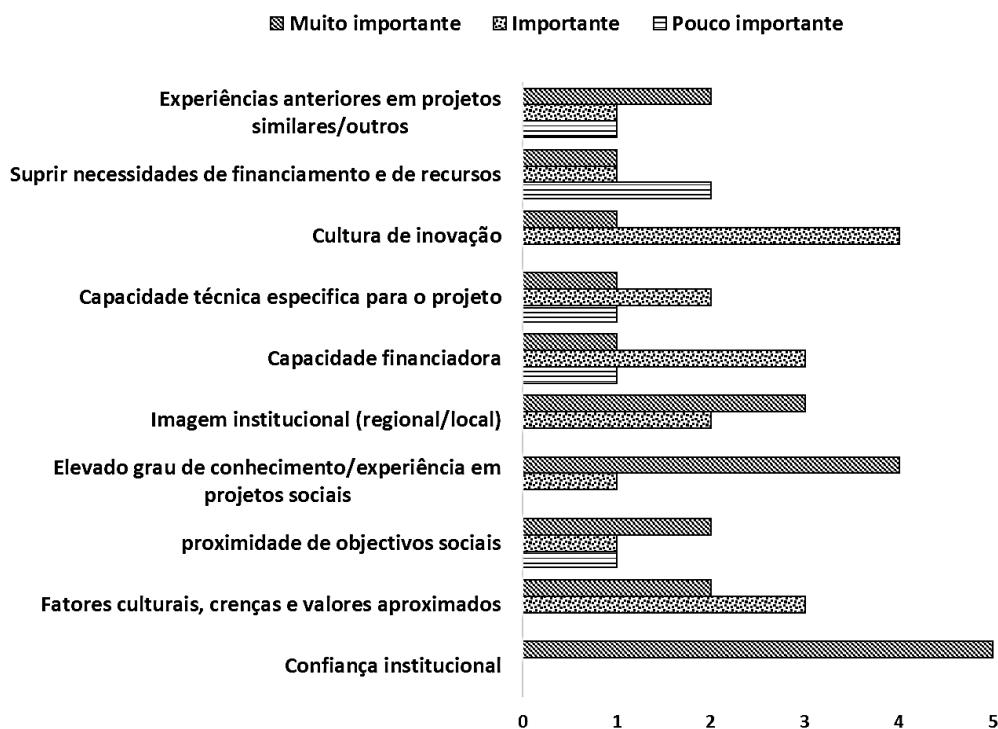 Muito importante Importante Pouco importante
Experiências anteriores em projetos
similares/outros
Suprir necessidades de financiamento e de recursos
Cultura de inovação
Capacidade técnica especifica para o projeto
Capacidade financiadora
Imagem institucional (regional/local)
Elevado grau de conhecimento/experiência em
projetos sociais
proximidade de objectivos sociais
Fatores culturais, crenças e valores aproximados
Confiança institucional
0 1 2 3 4 5